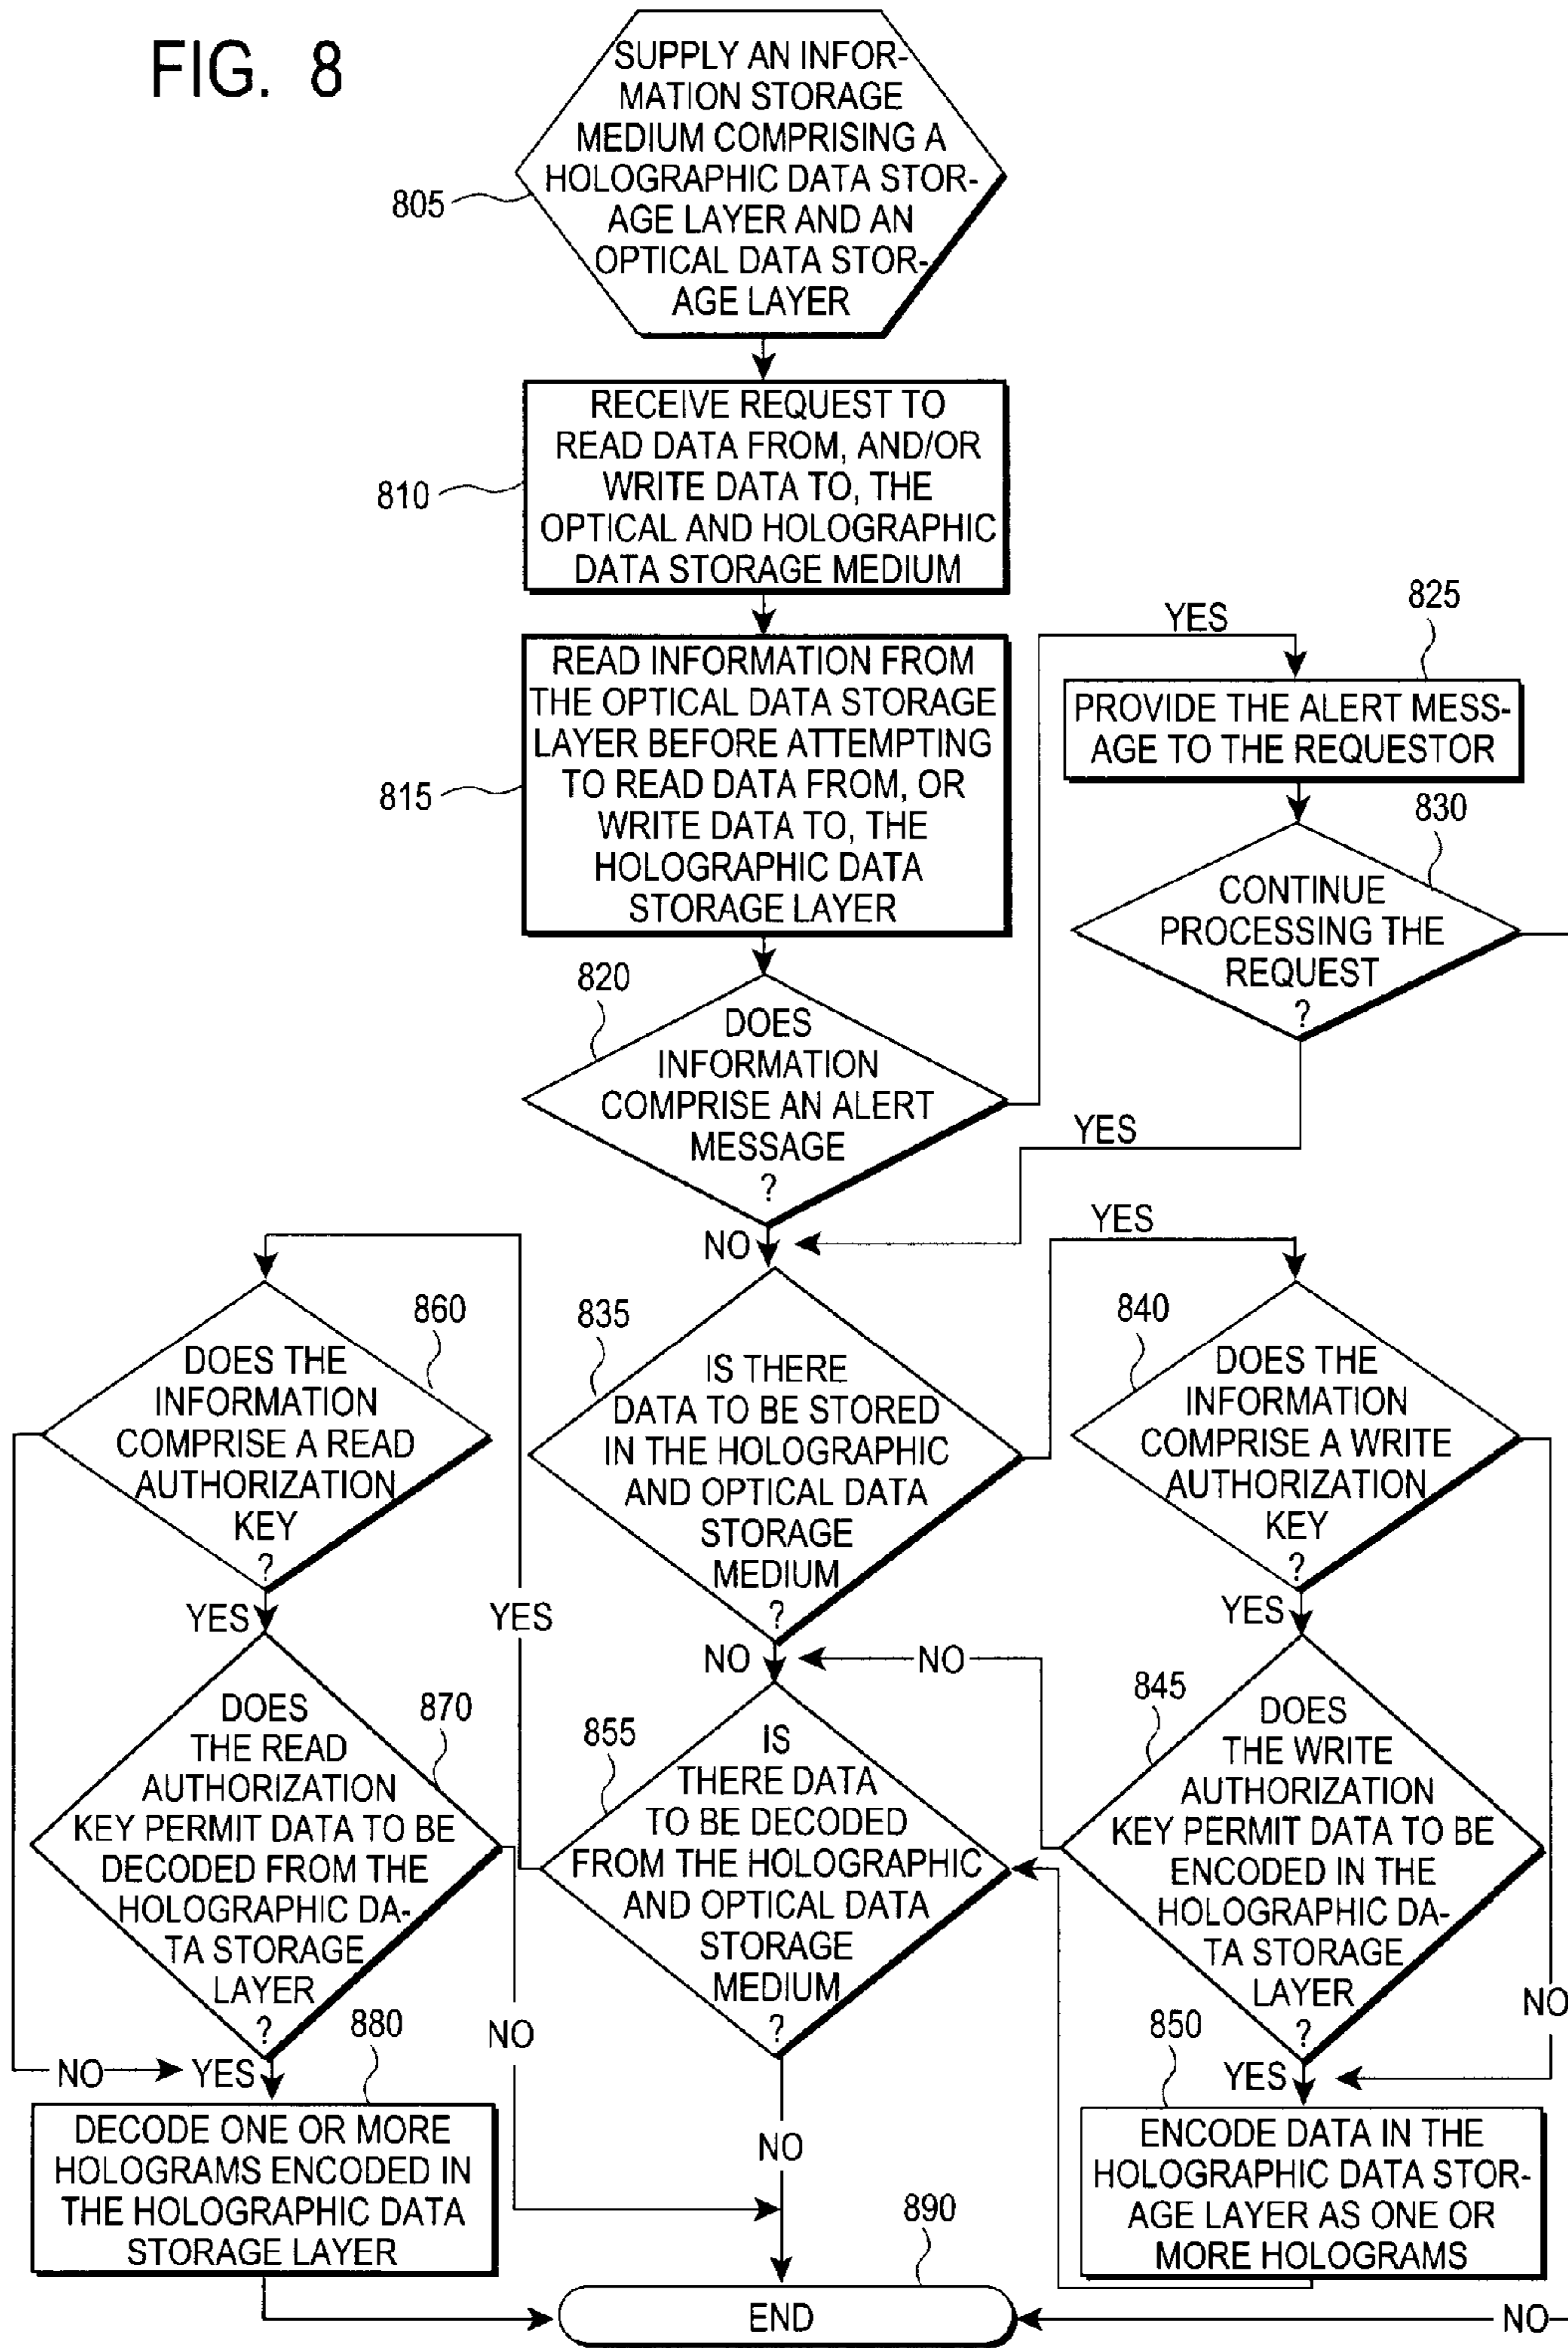 FIG. 8
SUPPLY AN INFOR-
MATION STORAGE
MEDIUM COMPRISING A
HOLOGRAPHIC DATA STOR-
AGE LAYER AND AN
OPTICAL DATA STOR-
AGE LAYER
805
RECEIVE REQUEST TO
READ DATA FROM, AND/OR
WRITE DATA TO, THE
OPTICAL AND HOLOGRAPHIC
DATA STORAGE MEDIUM
810
READ INFORMATION FROM
THE OPTICAL DATA STORAGE
LAYER BEFORE ATTEMPTING
TO READ DATA FROM, OR
WRITE DATA TO, THE
HOLOGRAPHIC DATA
STORAGE LAYER
815
YES
825
PROVIDE THE ALERT MESS-
AGE TO THE REQUESTOR
830
CONTINUE
PROCESSING THE
REQUEST
?
820
DOES
INFORMATION
COMPRISE AN ALERT
MESSAGE
?
YES
NO
YES
860
DOES THE
INFORMATION
COMPRISE A READ
AUTHORIZATION
KEY
?
835
IS THERE
DATA TO BE STORED
IN THE HOLOGRAPHIC
AND OPTICAL DATA
STORAGE
MEDIUM
?
840
DOES THE
INFORMATION
COMPRISE A WRITE
AUTHORIZATION
KEY
?
YES
YES
YES
NO
NO
870
DOES
THE READ
AUTHORIZATION
KEY PERMIT DATA TO BE
DECODED FROM THE
HOLOGRAPHIC DA-
TA STORAGE
LAYER
?
855
IS
THERE DATA
TO BE DECODED
FROM THE HOLOGRAPHIC
AND OPTICAL DATA
STORAGE
MEDIUM
?
845
DOES
THE WRITE
AUTHORIZATION
KEY PERMIT DATA TO BE
ENCODED IN THE
HOLOGRAPHIC DA-
TA STORAGE
LAYER
?
NO
NO
NO
YES
880
YES
850
DECODE ONE OR MORE
HOLOGRAMS ENCODED IN
THE HOLOGRAPHIC DATA
STORAGE LAYER
NO
ENCODE DATA IN THE
HOLOGRAPHIC DATA STOR-
AGE LAYER AS ONE OR
MORE HOLOGRAMS
890
END
NO